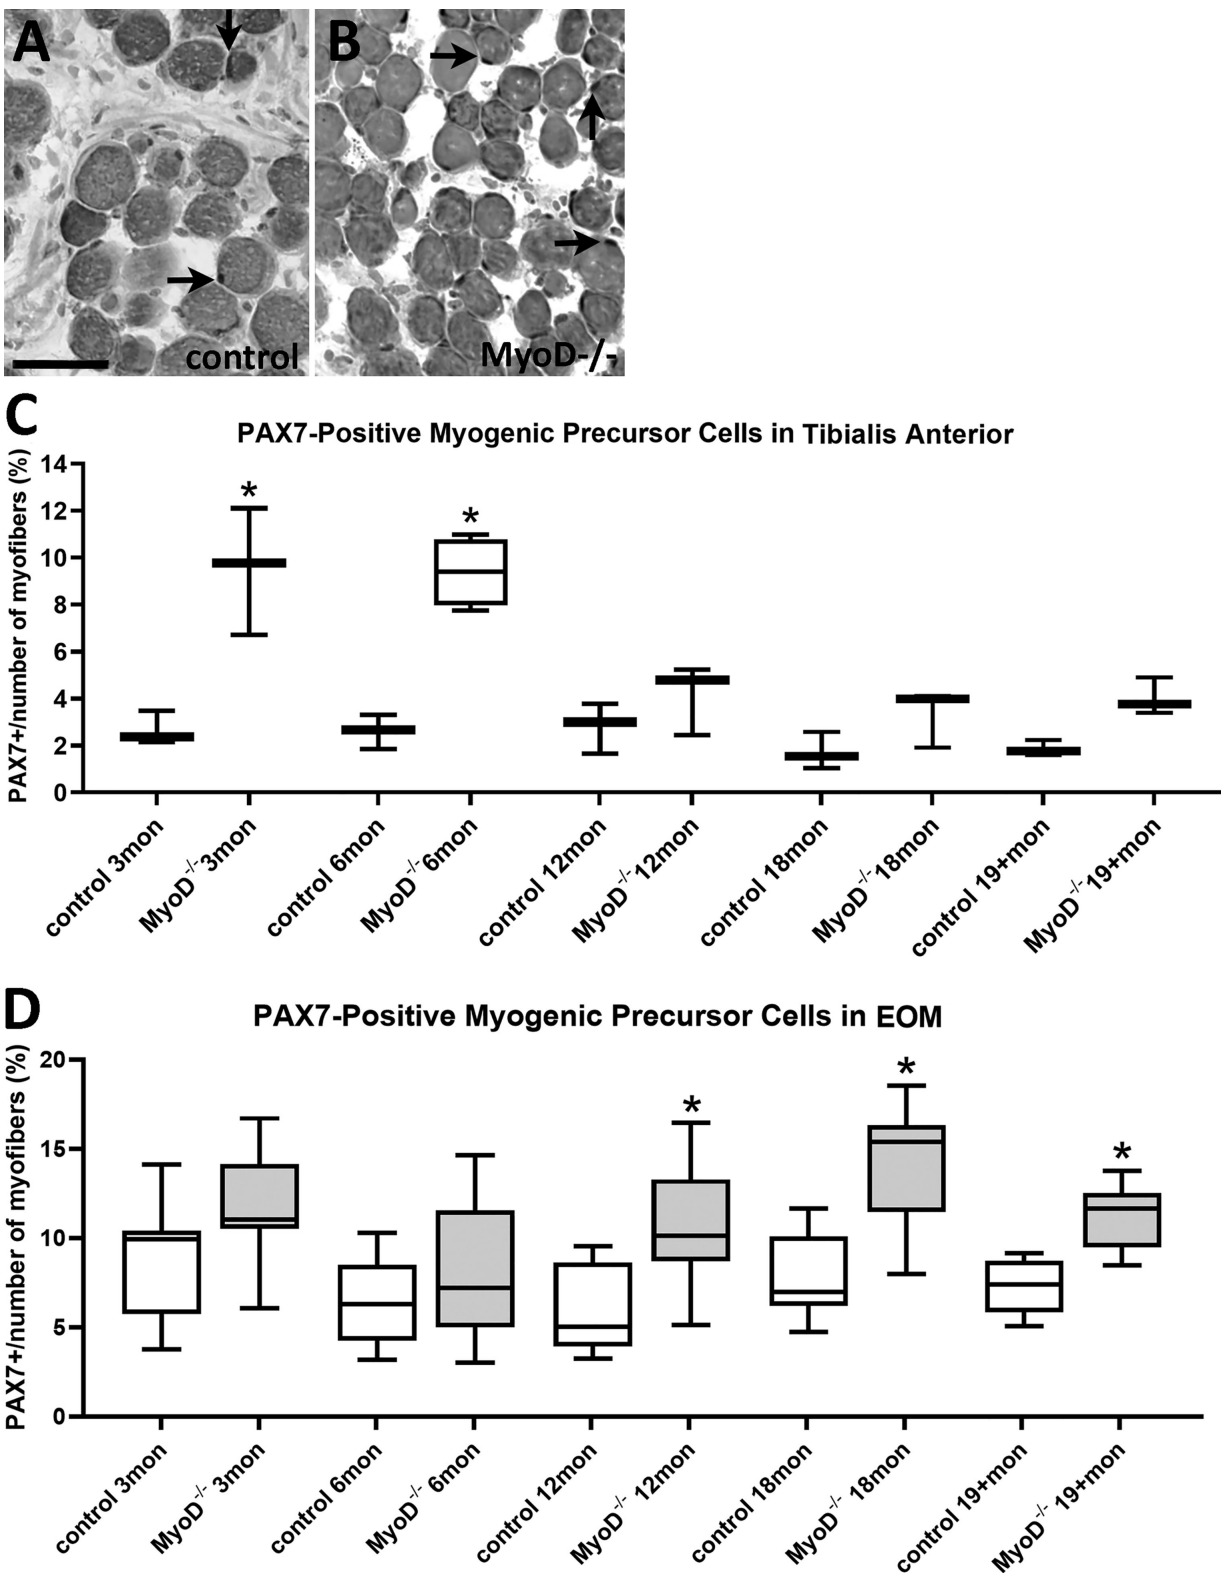 A
B
control
MyoD-/-
C
PAX7-Positive Myogenic Precursor Cells in Tibialis Anterior
PAX7+/number of myofibers (%)
14
12
10
8
6
4
2
0
*
*
control 3mon
MyoD-/- 3mon
control 6mon
MyoD-/- 6mon
control 12mon
MyoD-/- 12mon
control 18mon
MyoD-/- 18mon
control 19+mon
MyoD-/- 19+mon
D
PAX7-Positive Myogenic Precursor Cells in EOM
PAX7+/number of myofibers (%)
20
15
10
5
0
*
*
*
control 3mon
MyoD-/- 3mon
control 6mon
MyoD-/- 6mon
control 12mon
MyoD-/- 12mon
control 18mon
MyoD-/- 18mon
control 19+mon
MyoD-/- 19+mon